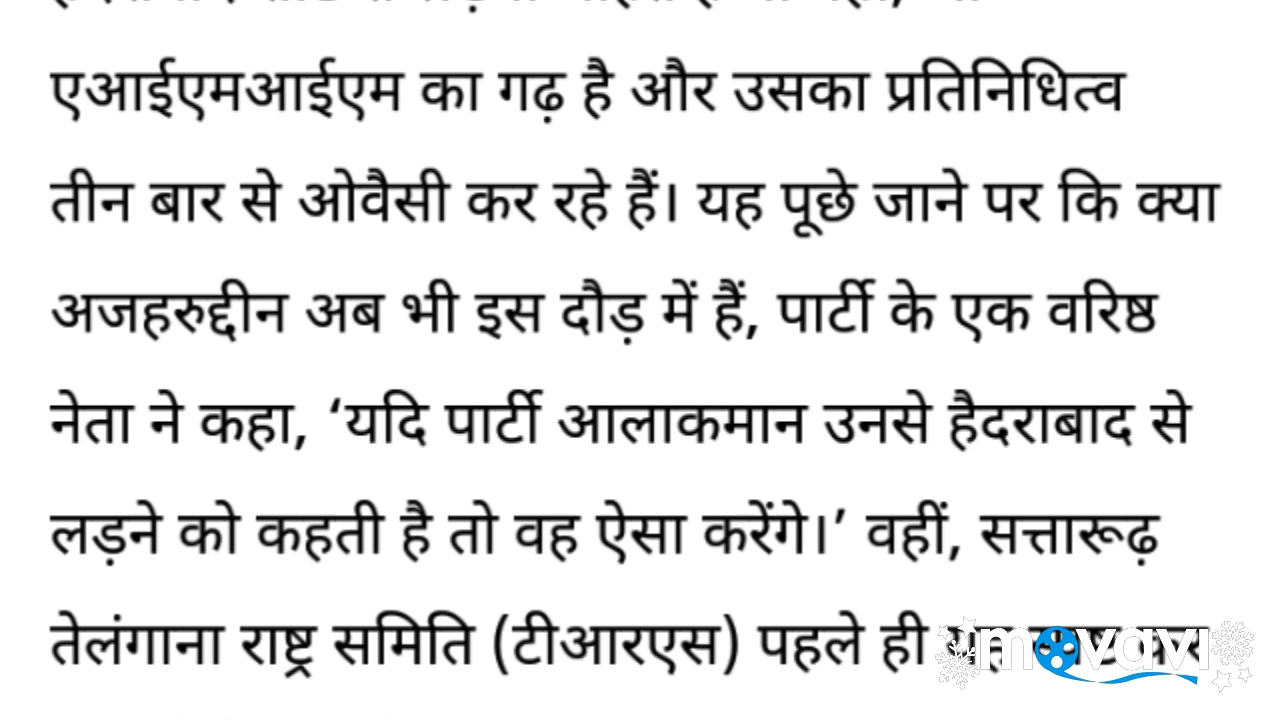 एआईएमआईएम का गढ़ है और उसका प्रतिनिधित्व
तीन बार से ओवैसी कर रहे हैं। यह पूछे जाने पर कि क्या
अजहरुद्दीन अब भी इस दौड़ में हैं, पार्टी के एक वरिष्ठ
नेता ने कहा, ‘यदि पार्टी आलाकमान उनसे हैदराबाद से
लड़ने को कहती है तो वह ऐसा करेंगे।’ वहीं, सत्तारूढ़
तेलंगाना राष्ट्र समिति (टीआरएस) पहले ही
movavi